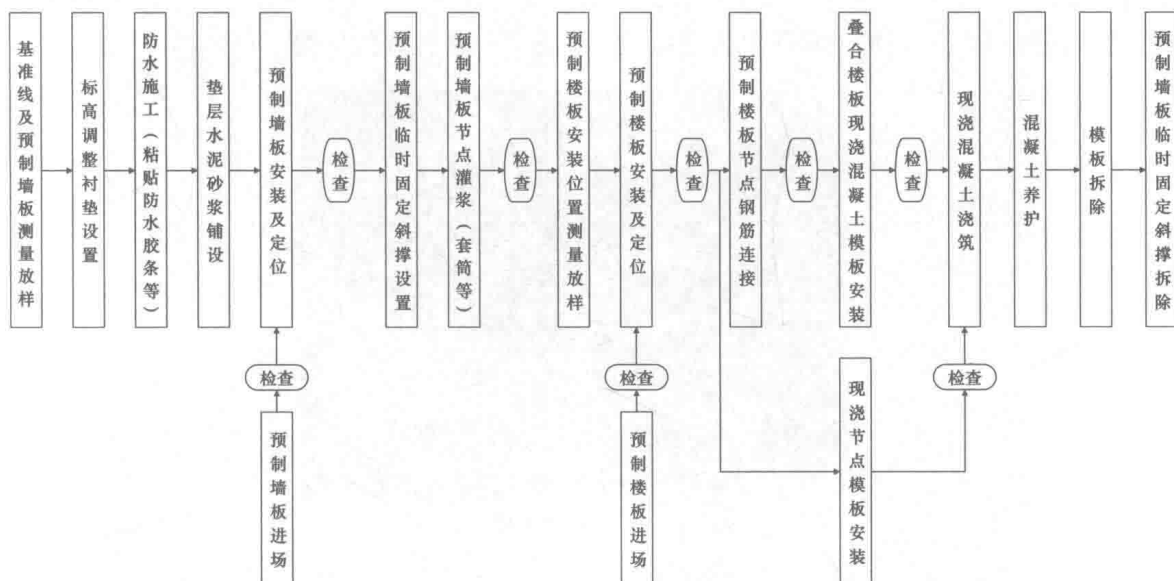 基准线及预制墙板测量放样
标高调整衬垫设置
防水施工（粘贴防水胶条等）
垫层水泥砂浆铺设
预制墙板安装及定位
检查
预制墙板临时固定斜撑设置
预制墙板节点灌浆（套筒等）
检查
预制楼板安装位置测量放样
预制楼板安装及定位
检查
预制楼板节点钢筋连接
检查
叠合楼板现浇混凝土模板安装
检查
现浇混凝土浇筑
混凝土养护
模板拆除
预制墙板临时固定斜撑拆除
检查
检查
检查
预制墙板进场
预制楼板进场
现浇节点模板安装